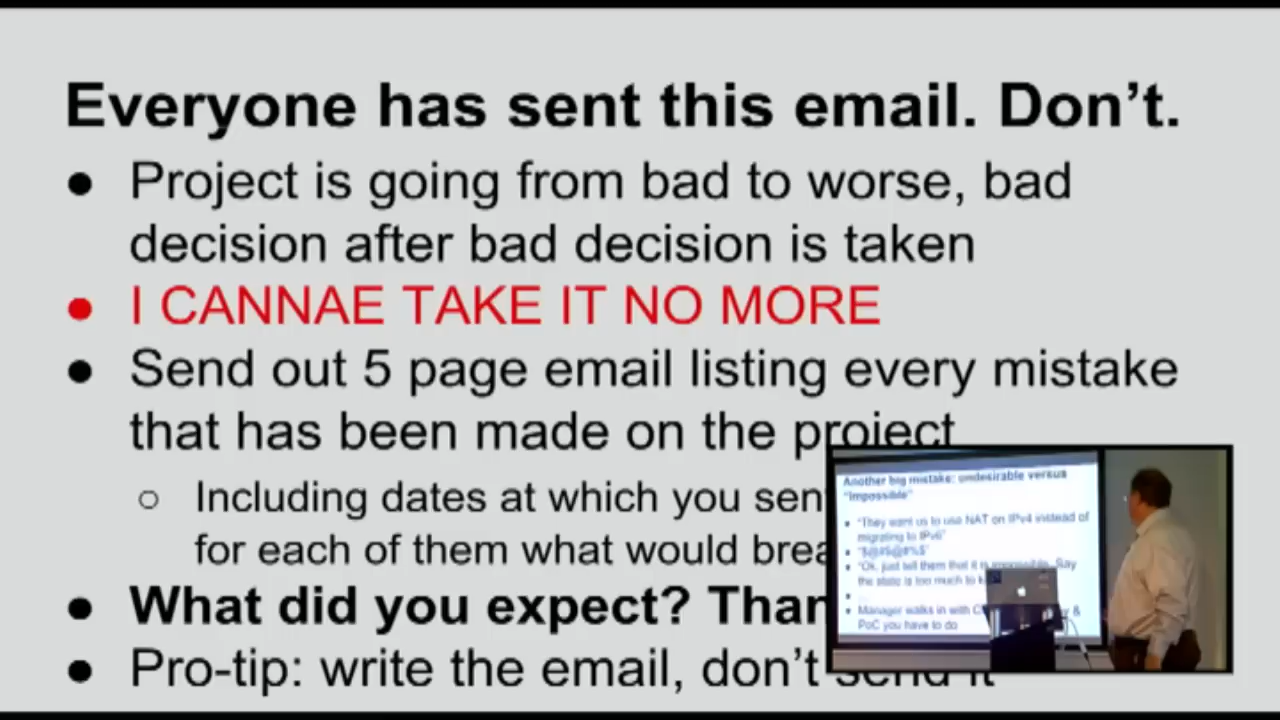 Everyone has sent this email. Don't.
● Project is going from bad to worse, bad
decision after bad decision is taken
● I CANNAE TAKE IT NO MORE
● Send out 5 page email listing every mistake
that has been made on the project
○ Including dates at which you sen
for each of them what would brea
● What did you expect? Than
● Pro-tip: write the email, don't send it
Another big mistake: undesirable versus
"Impossible"
• "They want us to use NAT on IPv4 instead of
migrating to IPv6"
• "Ok, just tell them that it is Say
the state is too much to
• ...
• Manager walks in with &
PoC you have to do